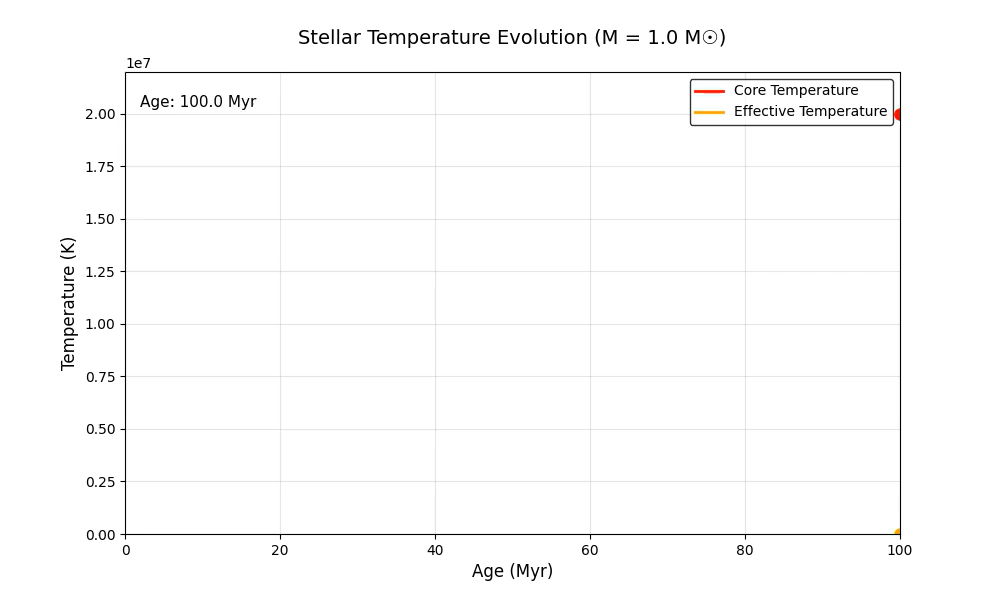 Stellar Temperature Evolution (M = 1.0 M☉)
1e7
Age: 100.0 Myr
Core Temperature
Effective Temperature
2.00
1.75
1.50
1.25
1.00
0.75
0.50
0.25
0.00
Temperature (K)
0 20 40 60 80 100
Age (Myr)